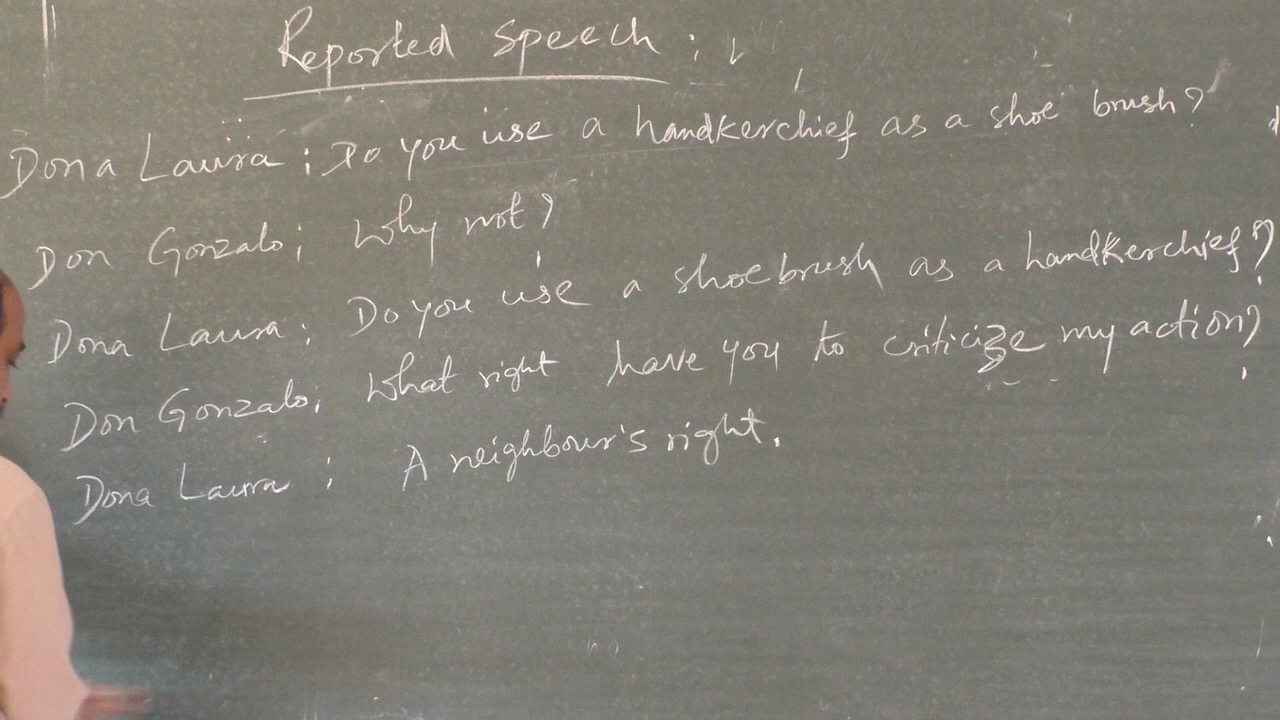 Reported Speech :
Dona Laura : Do you use a handkerchief as a shoe brush?
Don Gonzalo : Why not?
Dona Laura : Do you use a shoebrush as a handkerchief?
Don Gonzalo : What right have you to criticize my action?
Dona Laura : A neighbour's right.